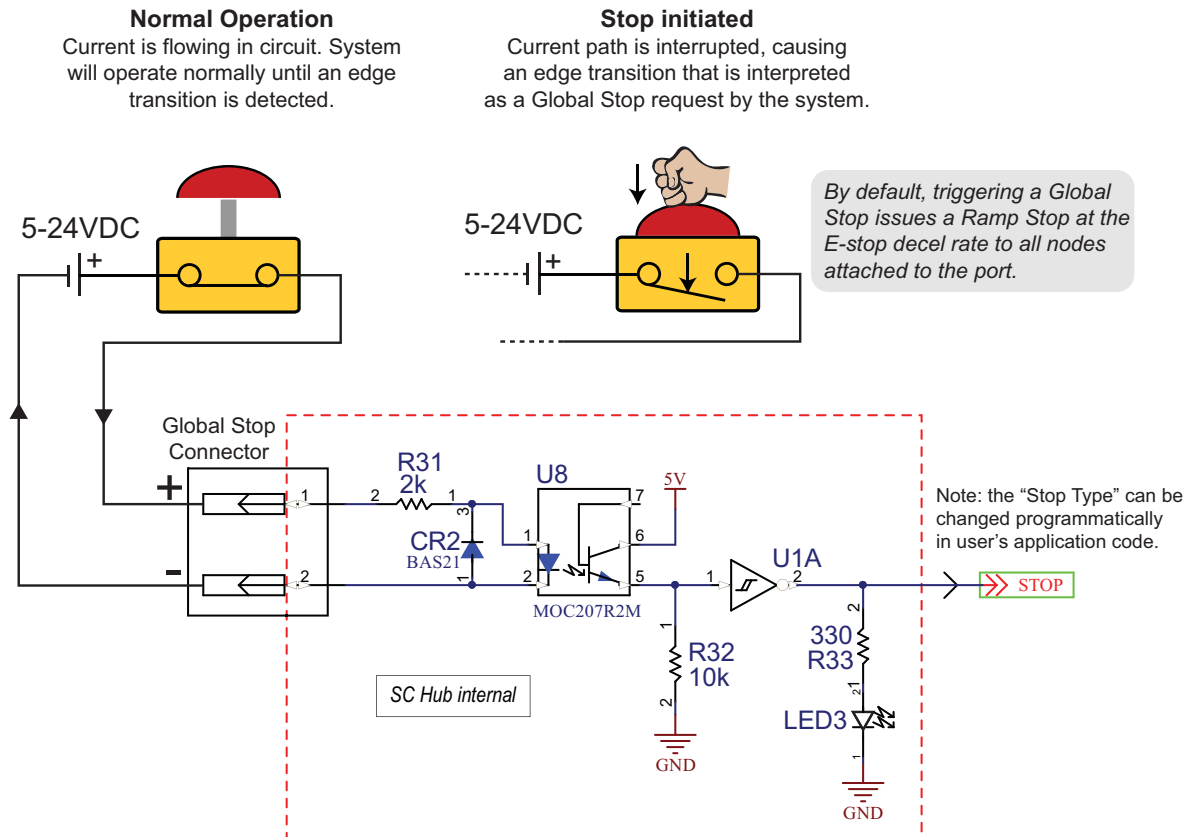 Normal Operation
Current is flowing in circuit. System
will operate normally until an edge
transition is detected.
Stop initiated
Current path is interrupted, causing
an edge transition that is interpreted
as a Global Stop request by the system.
5-24VDC
+
5-24VDC
+
By default, triggering a Global
Stop issues a Ramp Stop at the
E-stop decel rate to all nodes
attached to the port.
Global Stop
Connector
+
-
1
2
R31
2k
2
1
3
CR2
BAS21
1
U8
1
2
7
6
5
MOC207R2M
5V
1
R32
10k
2
GND
U1A
1
2
2
330
R33
1
2
LED3
1
GND
STOP
Note: the “Stop Type” can be
changed programmatically
in user's application code.
SC Hub internal